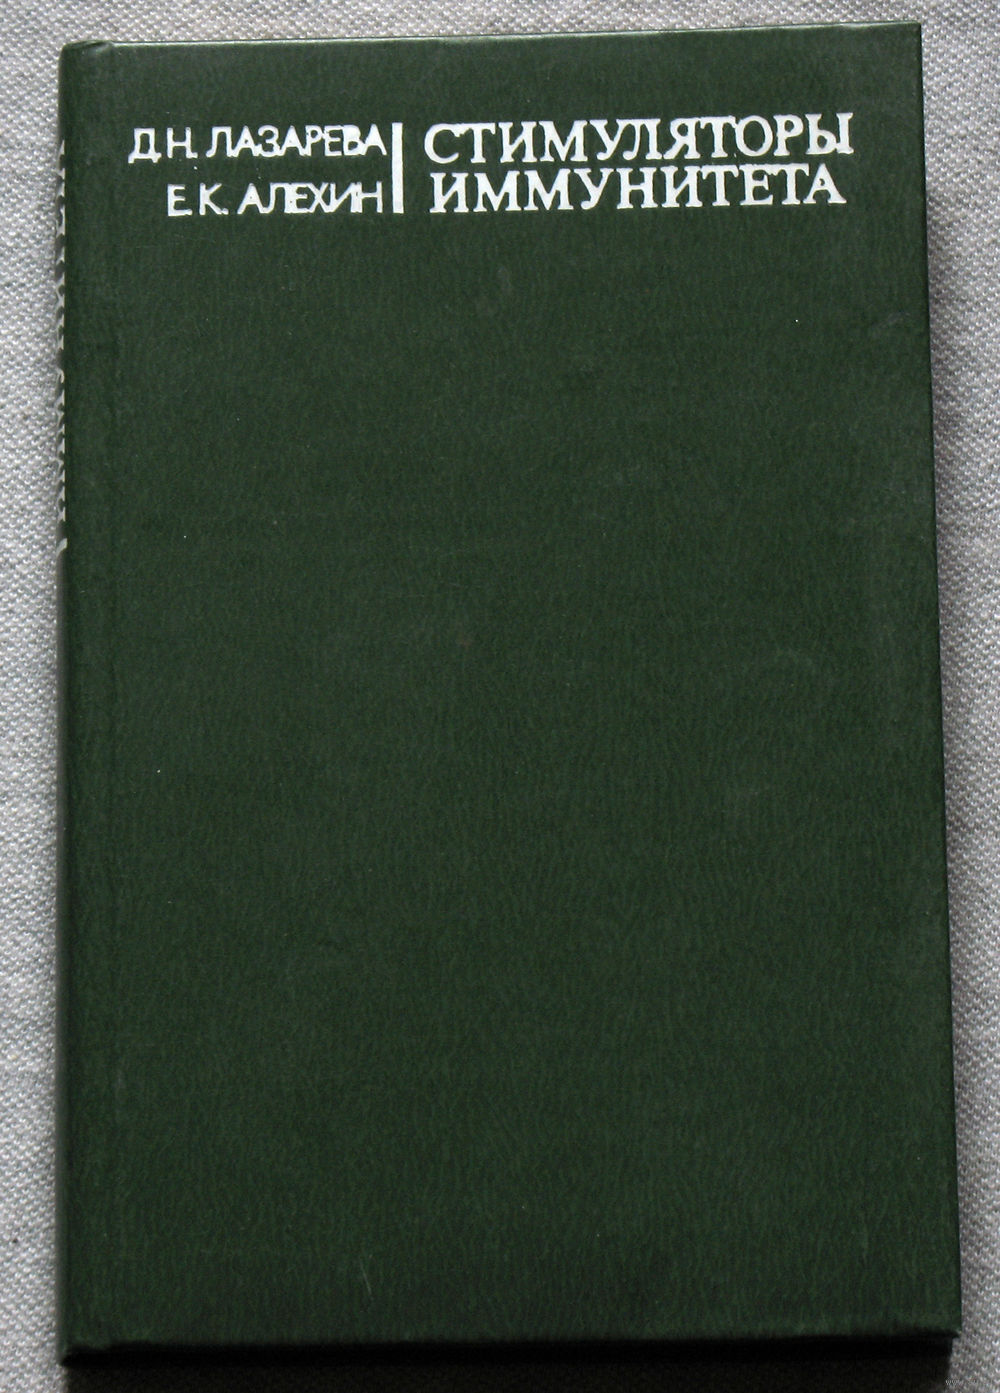 Д.Н. ЛАЗАРЕВА
Е.К. АЛЕХИН
СТИМУЛЯТОРЫ
ИММУНИТЕТА